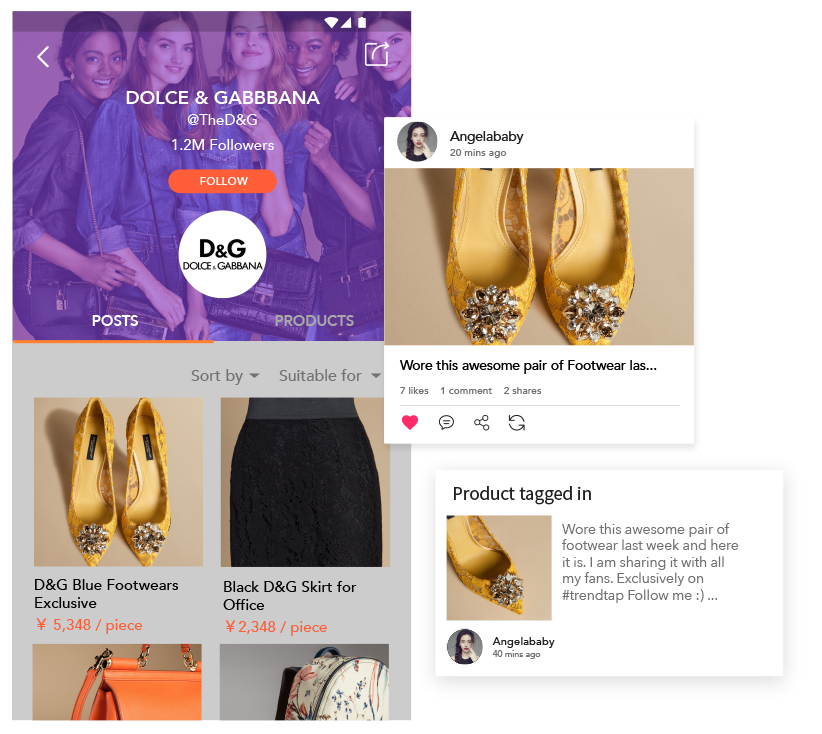 DOLCE & GABBBANA
@TheD&G
1.2M Followers
FOLLOW
D&G
DOLCE & GABBANA
POSTS
PRODUCTS
Sort by
Suitable for
D&G Blue Footwears
Exclusive
¥ 5,348 / piece
Black D&G Skirt for
Office
¥2,348 / piece
Angelababy
20 mins ago
Wore this awesome pair of Footwear las...
7 likes 1 comment 2 shares
Product tagged in
Wore this awesome pair of
footwear last week and here
it is. I am sharing it with all
my fans. Exclusively on
#trendtap Follow me :) ...
Angelababy
40 mins ago